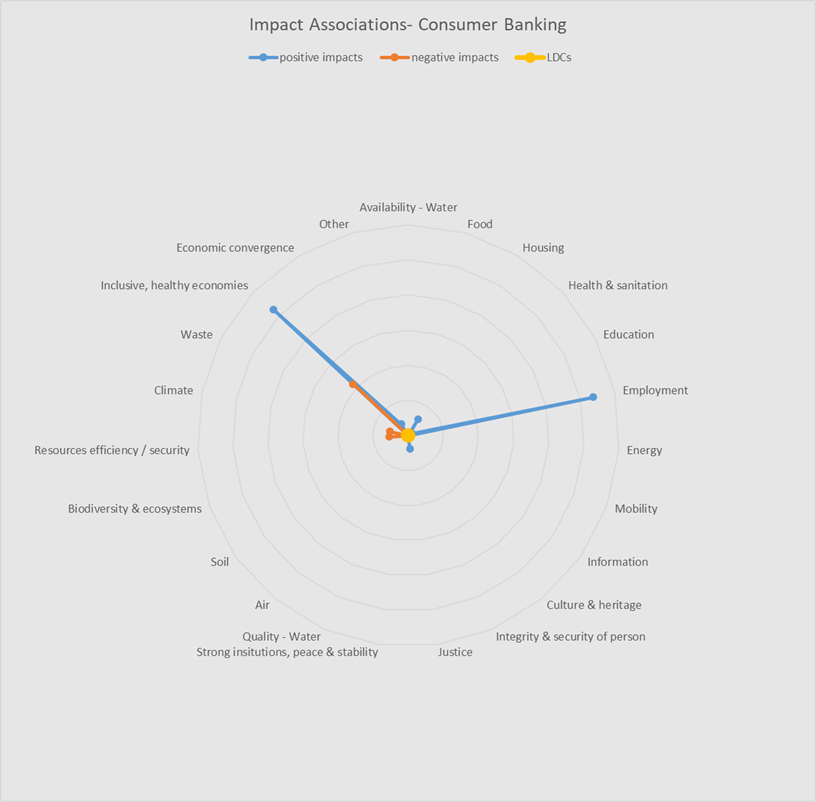 Impact Associations- Consumer Banking
positive impacts negative impacts LDCs
Availability - Water
Food
Housing
Health & sanitation
Education
Employment
Energy
Mobility
Information
Culture & heritage
Integrity & security of person
Justice
Strong insitutions, peace & stability
Quality - Water
Air
Soil
Biodiversity & ecosystems
Resources efficiency / security
Climate
Waste
Inclusive, healthy economies
Economic convergence
Other